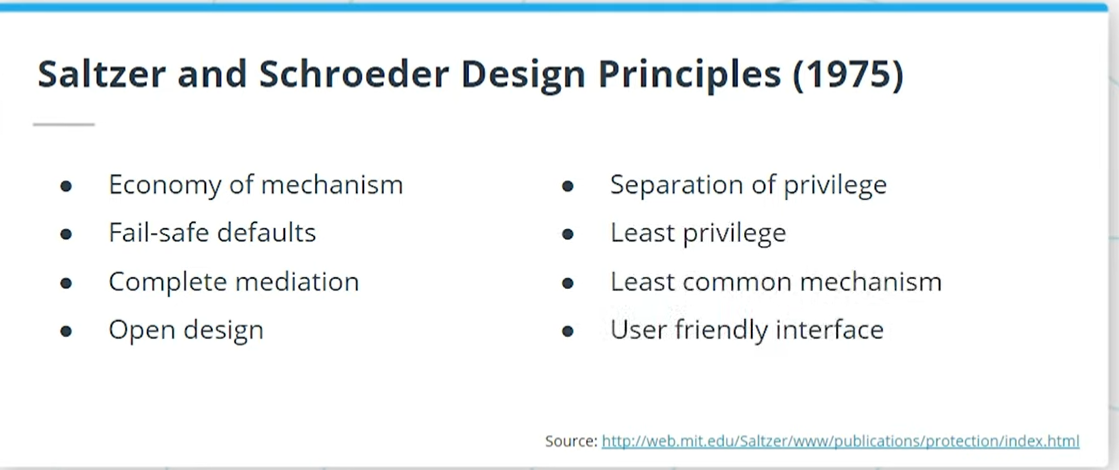 Saltzer and Schroeder Design Principles (1975)
● Economy of mechanism
● Fail-safe defaults
● Complete mediation
● Open design
● Separation of privilege
● Least privilege
● Least common mechanism
● User friendly interface
Source: http://web.mit.edu/Saltzer/www/publications/protection/index.html